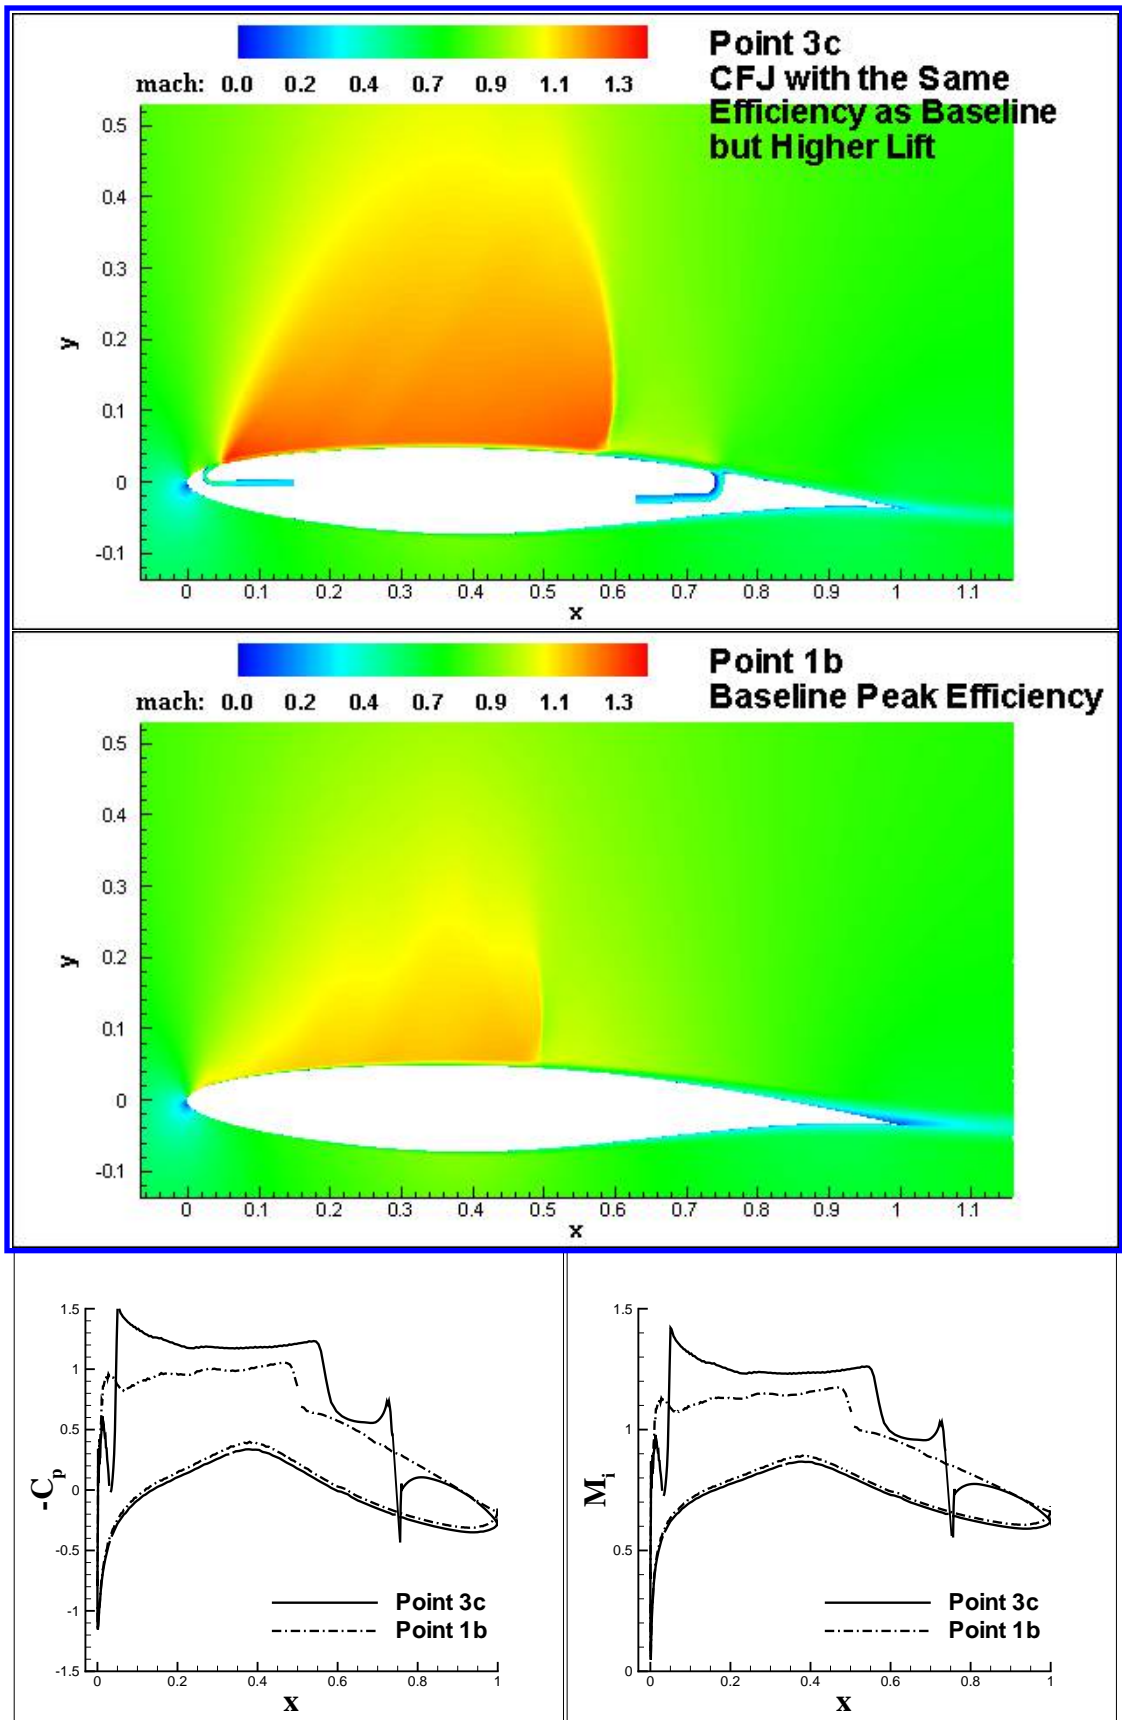 Point 3c
CFJ with the Same
Efficiency as Baseline
but Higher Lift
mach: 0.0 0.2 0.4 0.7 0.9 1.1 1.3
0.5
0.4
0.3
0.2
0.1
0
-0.1
y
0 0.1 0.2 0.3 0.4 0.5 0.6 0.7 0.8 0.9 1 1.1
x
Point 1b
Baseline Peak Efficiency
mach: 0.0 0.2 0.4 0.7 0.9 1.1 1.3
0.5
0.4
0.3
0.2
0.1
0
-0.1
y
0 0.1 0.2 0.3 0.4 0.5 0.6 0.7 0.8 0.9 1 1.1
x
1.5
1
0.5
0
-0.5
-1
-1.5
-Cp
0 0.2 0.4 0.6 0.8 1
x
Point 3c
Point 1b
1.5
1
0.5
0
Mi
0 0.2 0.4 0.6 0.8 1
x
Point 3c
Point 1b